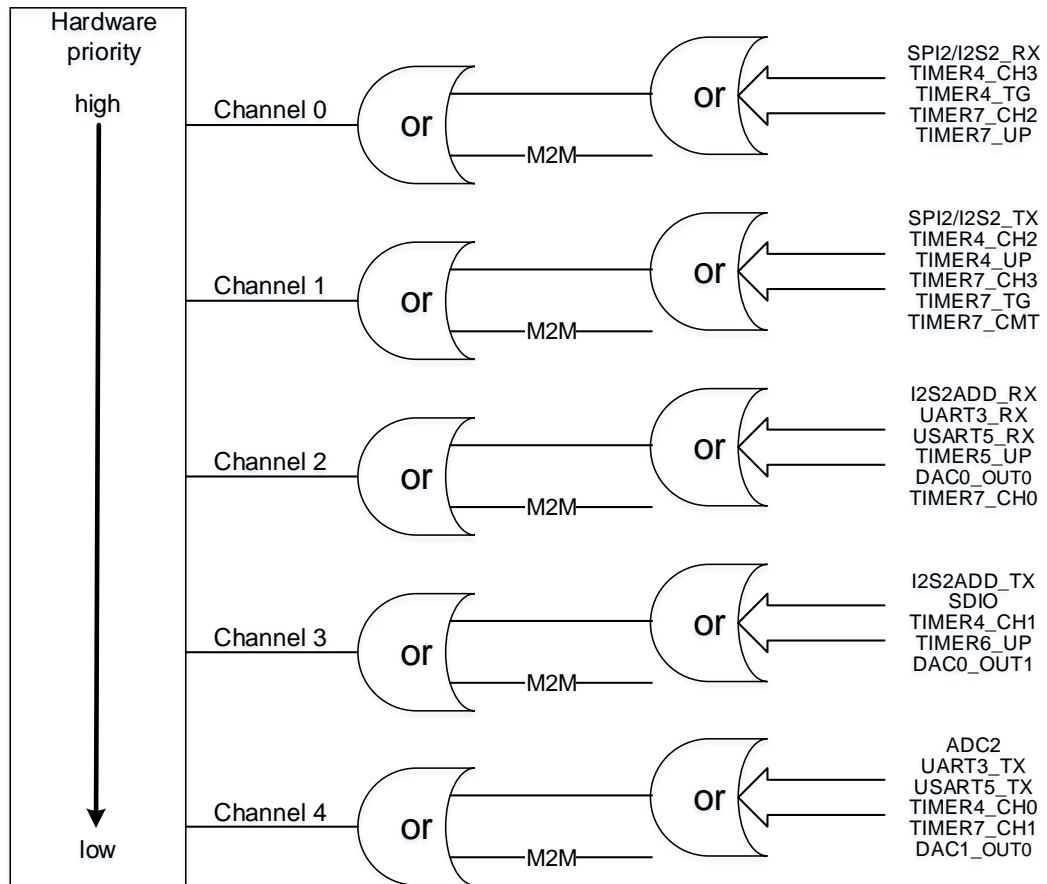 Hardware
priority
high
low
Channel 0
or
M2M
or
SPI2/I2S2_RX
TIMER4_CH3
TIMER4_TG
TIMER7_CH2
TIMER7_UP
Channel 1
or
M2M
or
SPI2/I2S2_TX
TIMER4_CH2
TIMER4_UP
TIMER7_CH3
TIMER7_TG
TIMER7_CMT
Channel 2
or
M2M
or
I2S2ADD_RX
UART3_RX
USART5_RX
TIMER5_UP
DAC0_OUT0
TIMER7_CH0
Channel 3
or
M2M
or
I2S2ADD_TX
SDIO
TIMER4_CH1
TIMER6_UP
DAC0_OUT1
Channel 4
or
M2M
or
ADC2
UART3_TX
USART5_TX
TIMER4_CH0
TIMER7_CH1
DAC1_OUT0